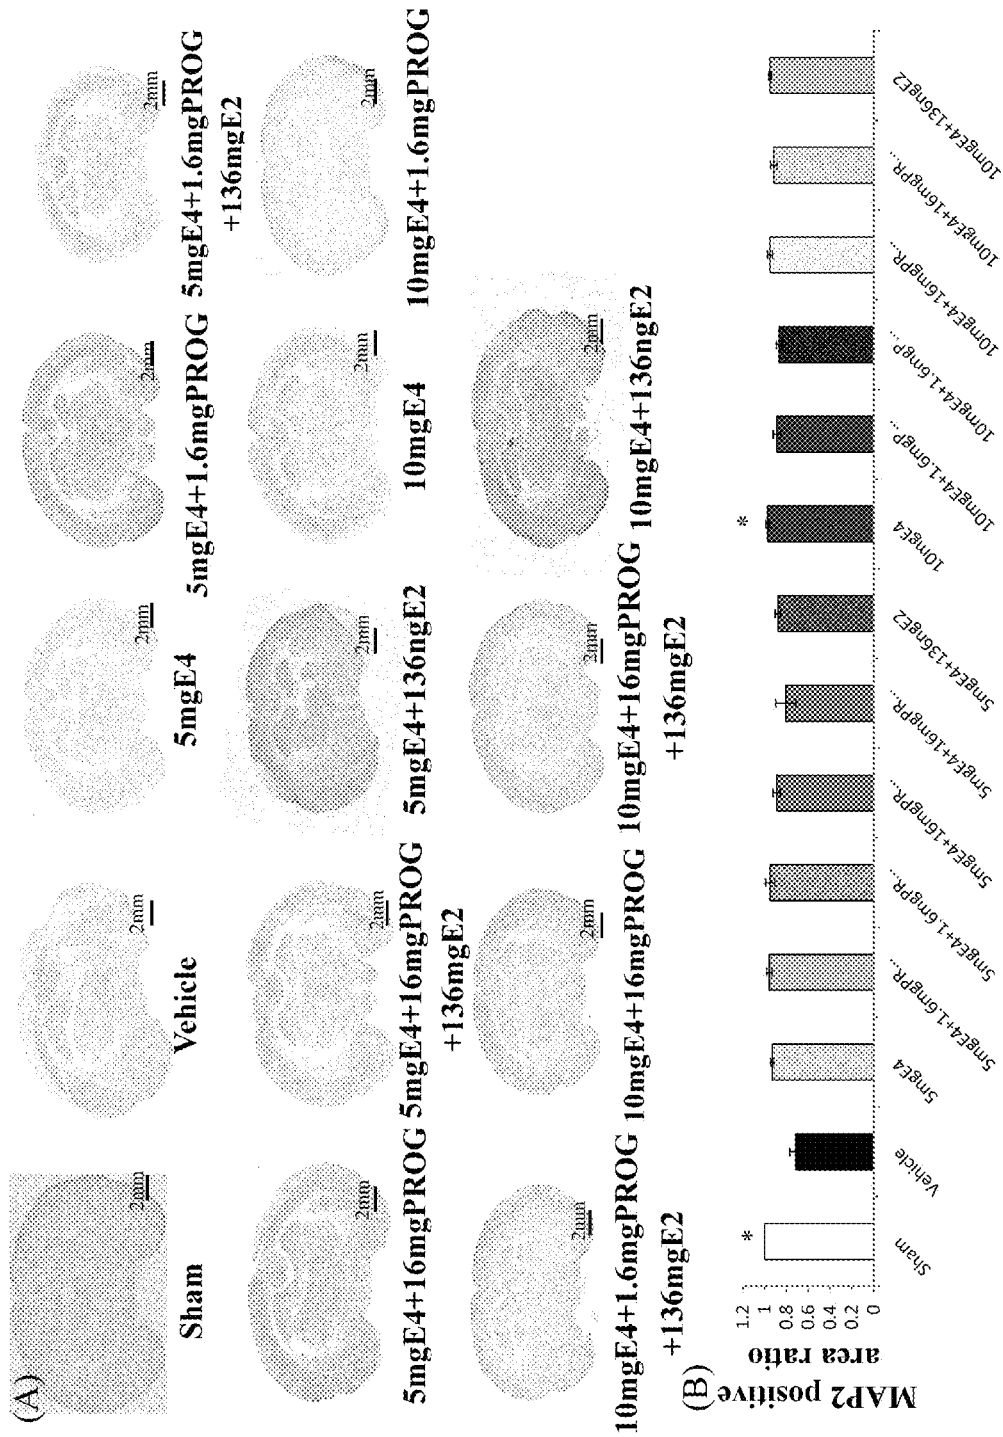 (A)
2mm
2mm
2mm
2mm
2mm
Sham
Vehicle
5mgE4
5mgE4+1.6mgPROG
5mgE4+1.6mgPROG
+136mgE2
2mm
2mm
2mm
2mm
2mm
5mgE4+16mgPROG
5mgE4+16mgPROG
+136mgE2
5mgE4+136ngE2
10mgE4
10mgE4+1.6mgPROG
2mm
2mm
2mm
2mm
10mgE4+1.6mgPROG
+136mgE2
10mgE4+16mgPROG
10mgE4+16mgPROG
+136mgE2
10mgE4+136ngE2
(B)
MAP2 positive
area ratio
1.2
1
0.8
0.6
0.4
0.2
0
*
*
Sham
Vehicle
5mgE4
5mgE4+1.6mgPR...
5mgE4+1.6mgPR...
5mgE4+16mgPR...
5mgE4+16mgPR...
5mgE4+136ngE2
10mgE4
10mgE4+1.6mgP...
10mgE4+1.6mgP...
10mgE4+16mgPR...
10mgE4+16mgPR...
10mgE4+136ngE2